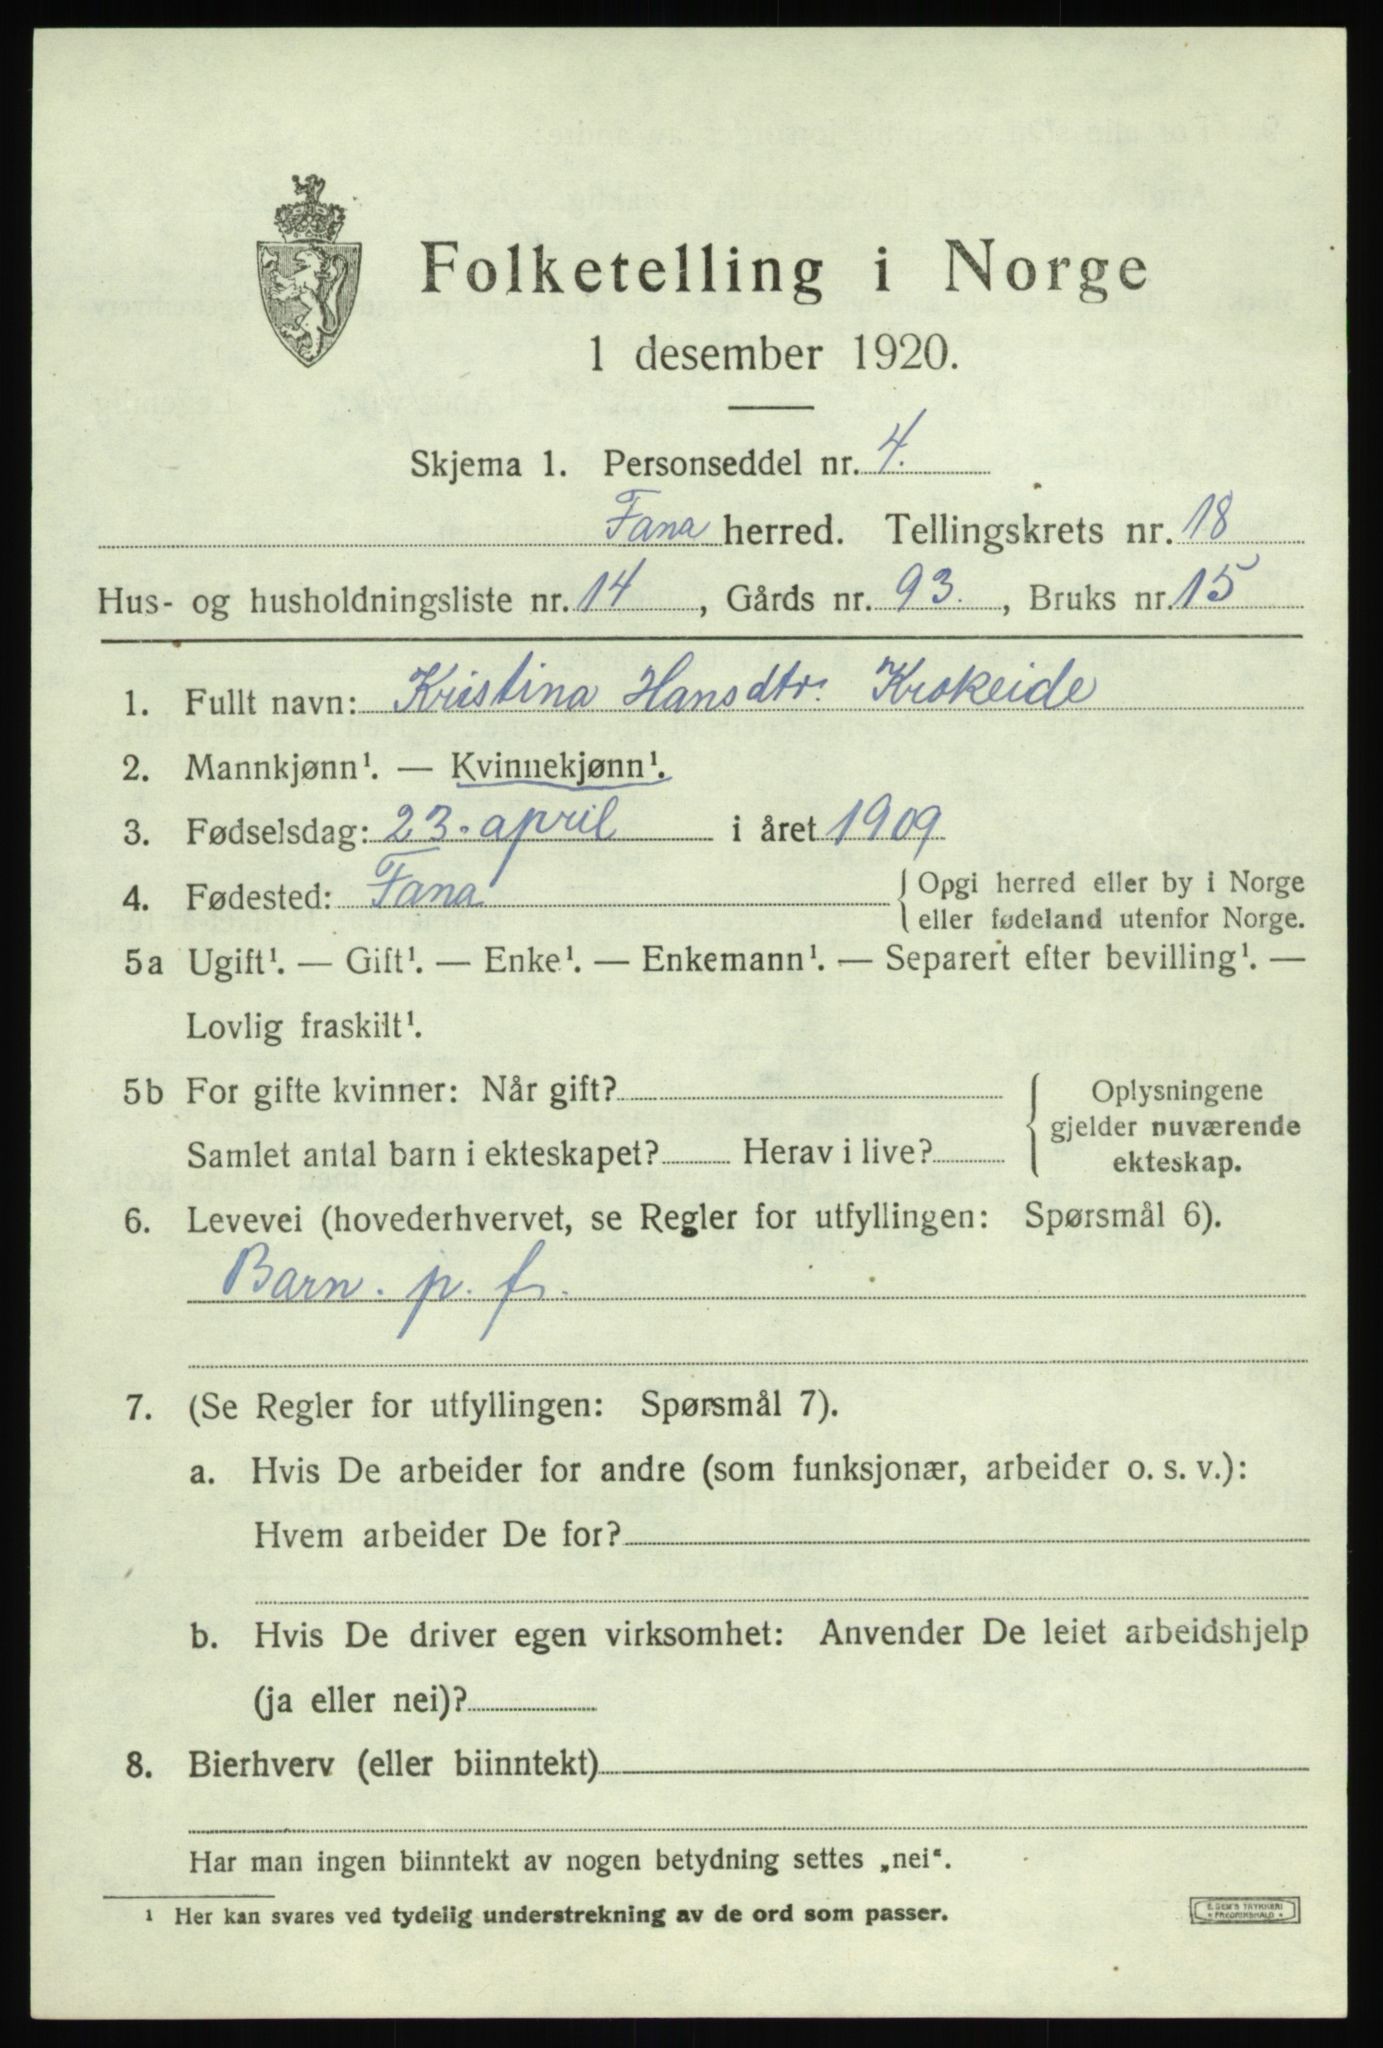 Folketelling i Norge
1 desember 1920.
Skjema 1. Personseddel nr. 4.
Fana herred. Tellingskrets nr. 18
Hus- og husholdningsliste nr. 14, Gårds nr. 93., Bruks nr. 15
1. Fullt navn: Kristina Hansdtr. Krokeide
2. Mannkjønn¹. — Kvinnekjønn¹.
3. Fødselsdag: 23. april i året 1909
4. Fødested: Fana { Opgi herred eller by i Norge
eller fødeland utenfor Norge.
5a Ugift¹. — Gift¹. — Enke¹. — Enkemann¹. — Separert efter bevilling¹. —
Lovlig fraskilt¹.
5b For gifte kvinner: Når gift? { Oplysningene
gjelder nuværende
Samlet antal barn i ekteskapet? Herav i live? ekteskap.
6. Levevei (hovederhvervet, se Regler for utfyllingen: Spørsmål 6).
Barn. p. f.
7. (Se Regler for utfyllingen: Spørsmål 7).
a. Hvis De arbeider for andre (som funksjonær, arbeider o. s. v.):
Hvem arbeider De for?
b. Hvis De driver egen virksomhet: Anvender De leiet arbeidshjelp
(ja eller nei)?
8. Bierhverv (eller biinntekt)
Har man ingen biinntekt av nogen betydning settes „nei“.
¹ Her kan svares ved tydelig understrekning av de ord som passer.
E. SEM'S TRYKKERI
• FREDRIKSHALD •